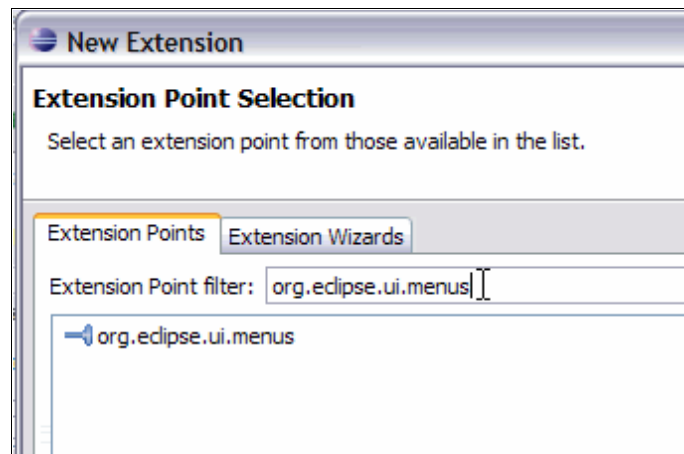 New Extension
Extension Point Selection
Select an extension point from those available in the list.
Extension Points Extension Wizards
Extension Point filter: org.eclipse.ui.menus
org.eclipse.ui.menus